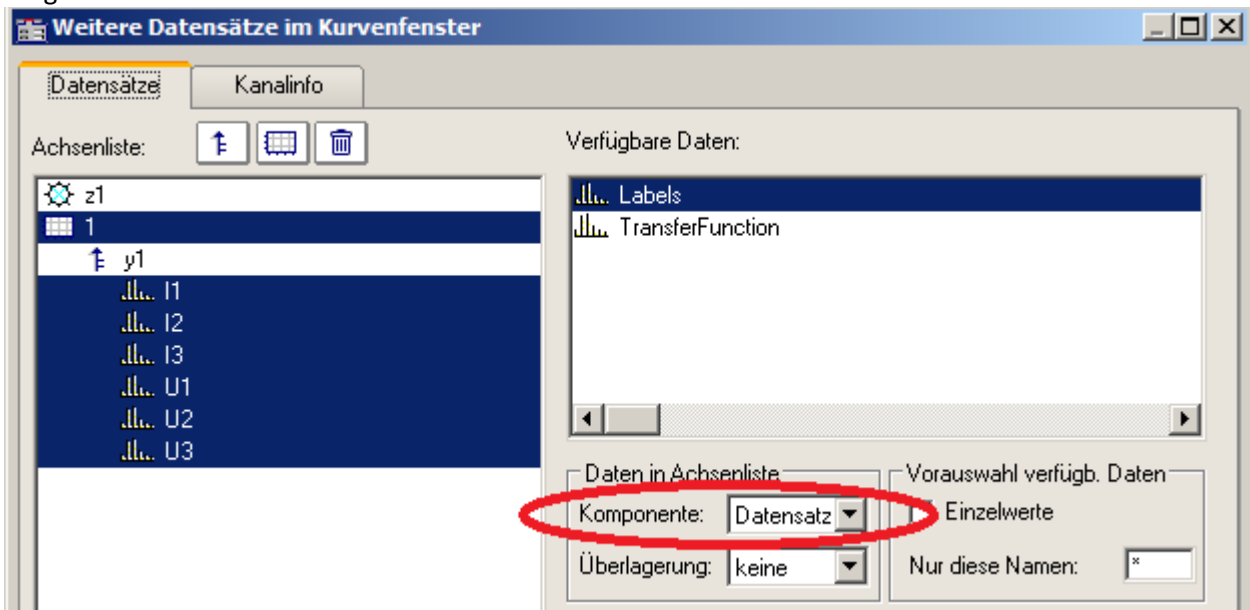 Weitere Datensätze im Kurvenfenster
Datensätze Kanalinfo
Achsenliste: Verfügbare Daten:
z1
1
y1
I1
I2
I3
U1
U2
U3
Labels
TransferFunction
Daten in Achsenliste
Komponente: Datensatz
Überlagerung: keine
Vorauswahl verfügb. Daten
Einzelwerte
Nur diese Namen: *